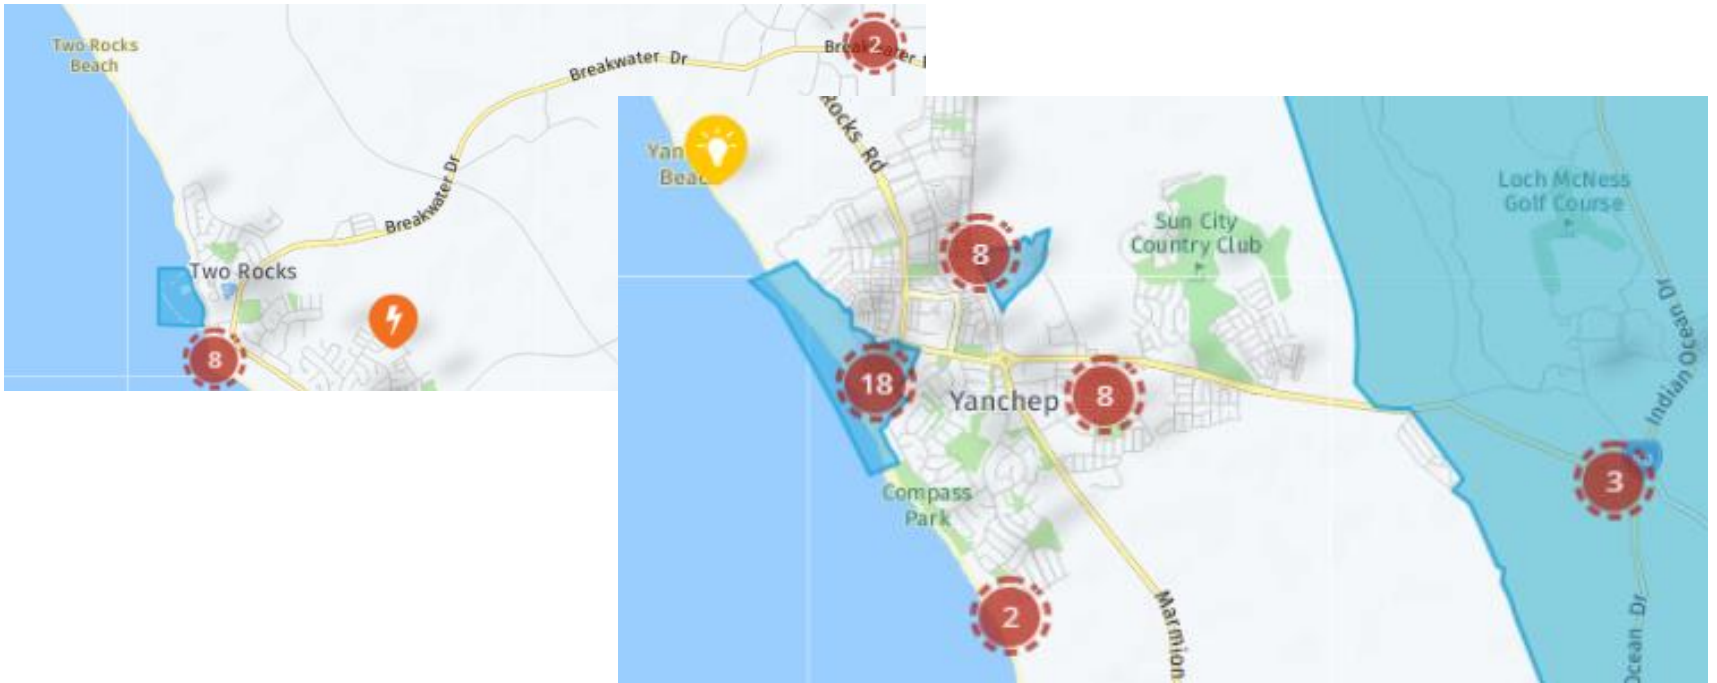 Two Rocks
Beach
Breakwater Dr
2
Breakwater Dr
Two Rocks
8
Rocks Rd
8
Sun City
Country Club
Loch McNess
Golf Course
Indian Ocean Dr
18
Yanchep
8
3
Compass
Park
2
Marmion
Ocean Dr